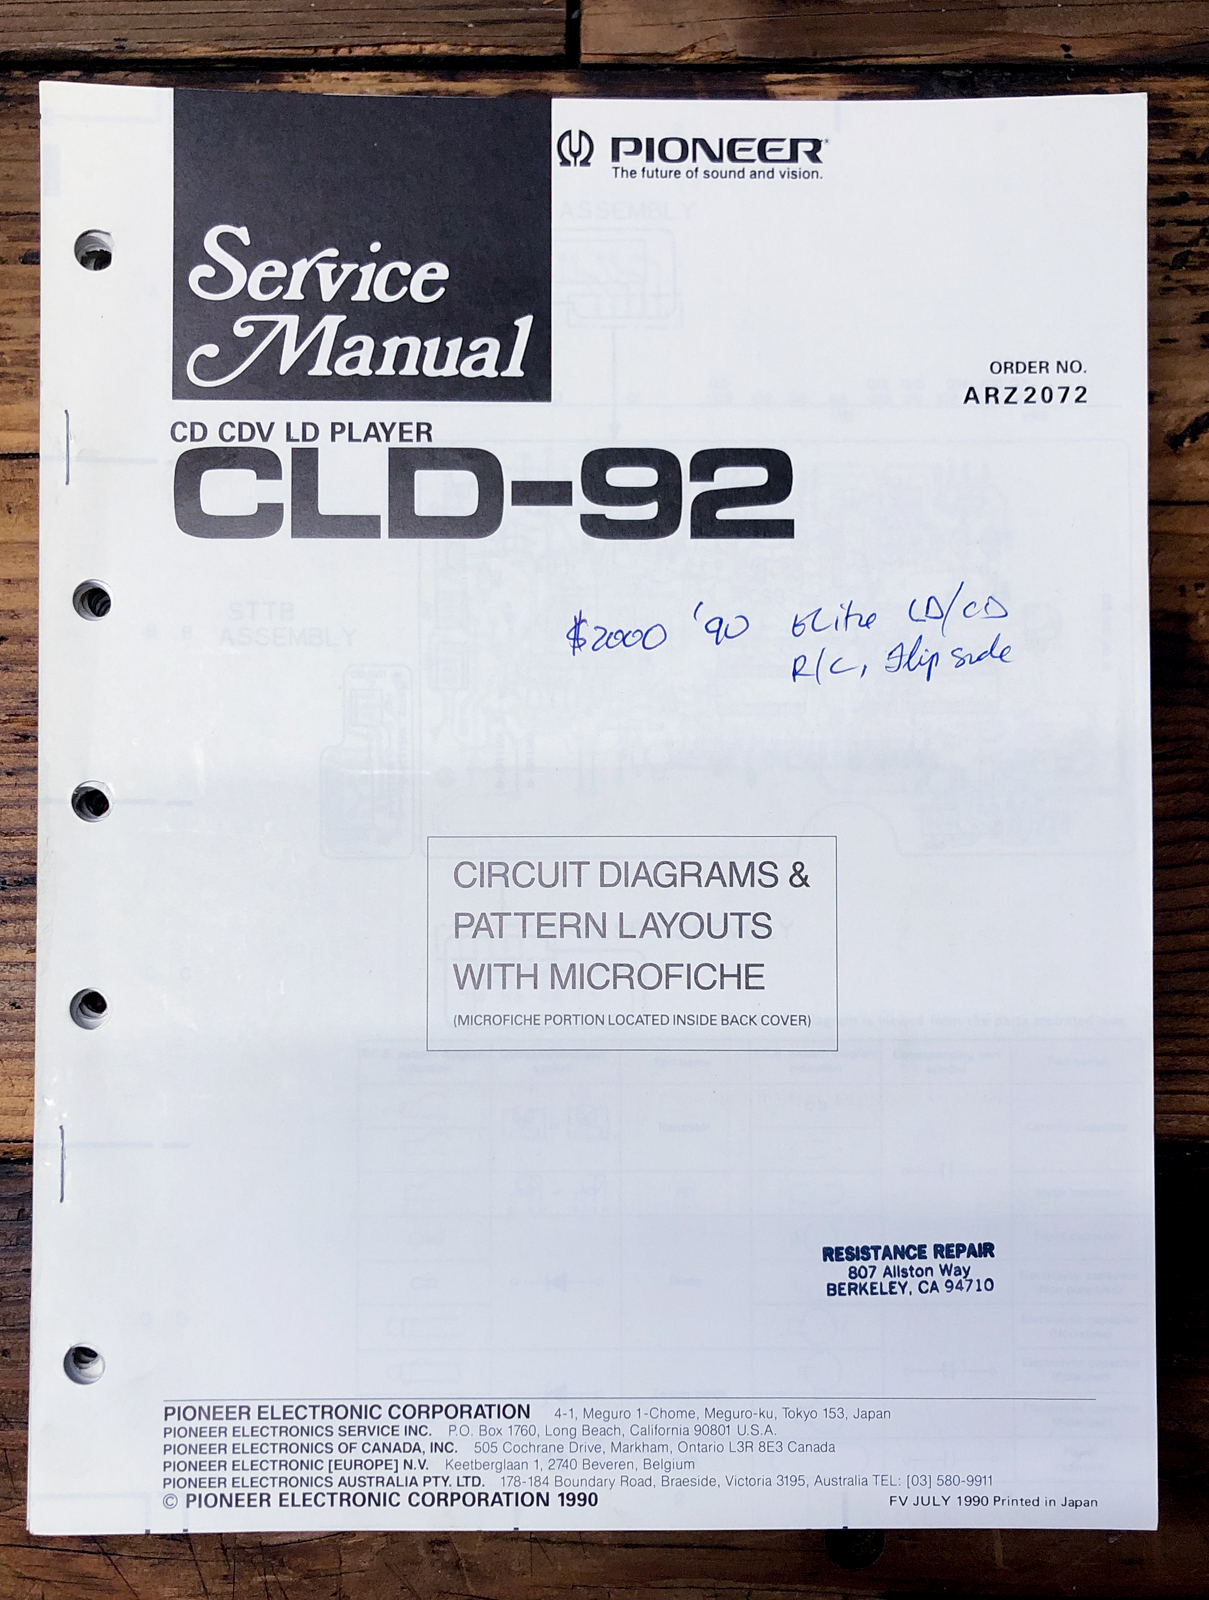 PIONEER
The future of sound and vision.
Service
Manual
ORDER NO.
ARZ2072
CD CDV LD PLAYER
CLD-92
$2000 '90 Elite LD/CD
R/C, Flip side
STTB
ASSEMBLY
ASSEMBLY
CIRCUIT DIAGRAMS &
PATTERN LAYOUTS
WITH MICROFICHE
(MICROFICHE PORTION LOCATED INSIDE BACK COVER)
RESISTANCE REPAIR
807 Allston Way
BERKELEY, CA 94710
PIONEER ELECTRONIC CORPORATION 4-1, Meguro 1-Chome, Meguro-ku, Tokyo 153, Japan
PIONEER ELECTRONICS SERVICE INC. P.O. Box 1760, Long Beach, California 90801 U.S.A.
PIONEER ELECTRONICS OF CANADA, INC. 505 Cochrane Drive, Markham, Ontario L3R 8E3 Canada
PIONEER ELECTRONIC [EUROPE] N.V. Keetberglaan 1, 2740 Beveren, Belgium
PIONEER ELECTRONICS AUSTRALIA PTY. LTD. 178-184 Boundary Road, Braeside, Victoria 3195, Australia TEL: [03] 580-9911
© PIONEER ELECTRONIC CORPORATION 1990
FV JULY 1990 Printed in Japan